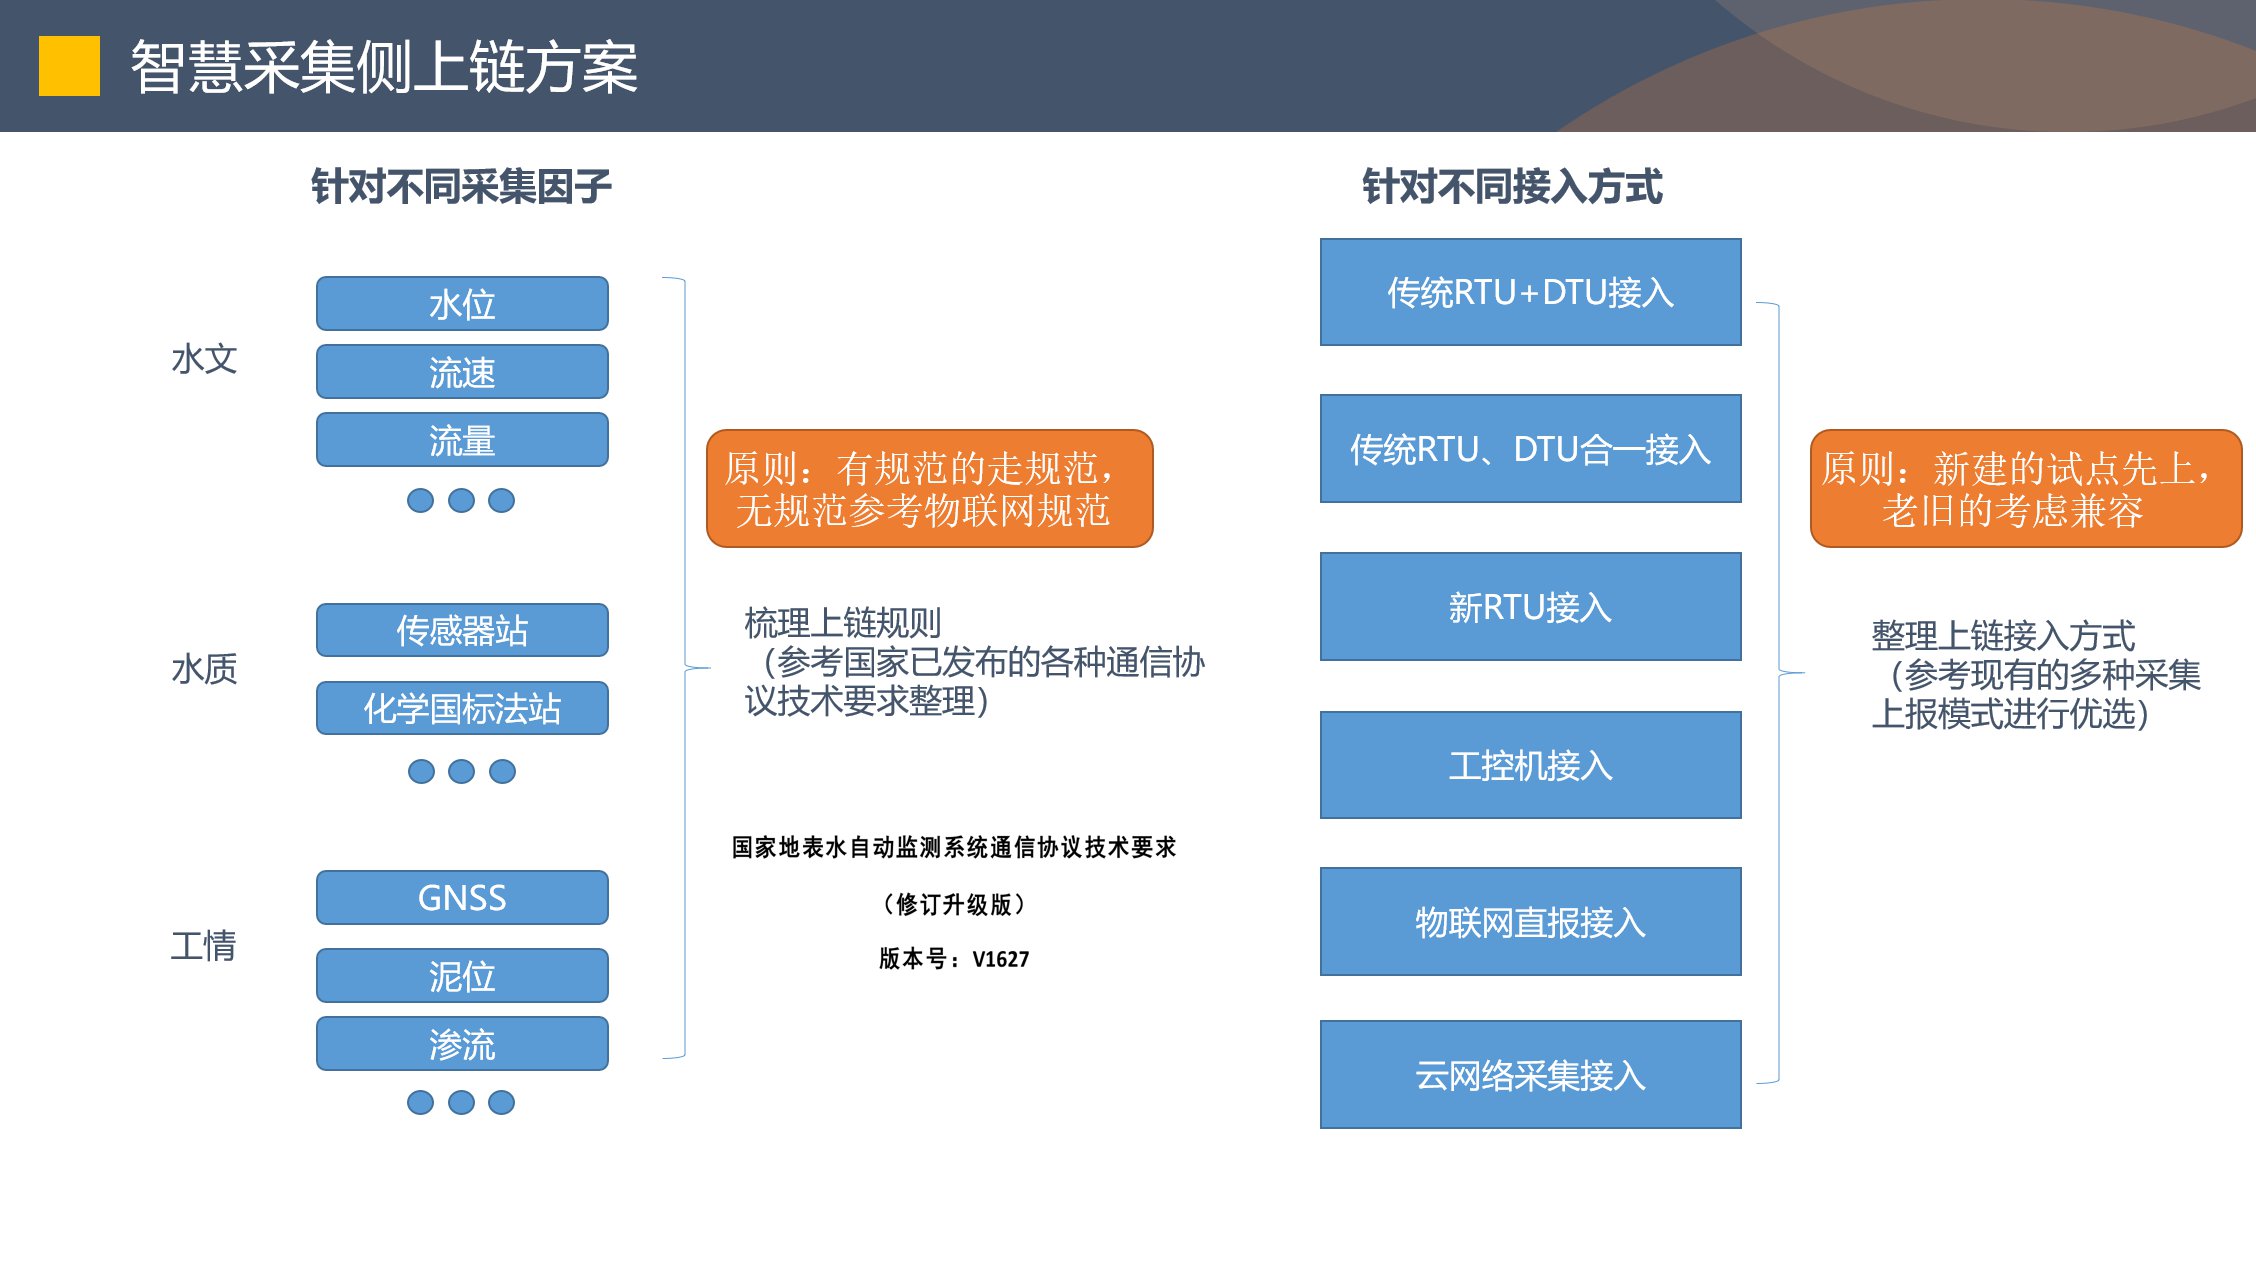 智慧采集侧上链方案
针对不同采集因子
水文
水位
流速
流量
水质
传感器站
化学国标法站
工情
GNSS
泥位
渗流
原则：有规范的走规范，
无规范参考物联网规范
梳理上链规则
（参考国家已发布的各种通信协
议技术要求整理）
国家地表水自动监测系统通信协议技术要求
（修订升级版）
版本号：V1627
针对不同接入方式
传统RTU+DTU接入
传统RTU、DTU合一接入
新RTU接入
工控机接入
物联网直报接入
云网络采集接入
原则：新建的试点先上，
老旧的考虑兼容
整理上链接入方式
（参考现有的多种采集
上报模式进行优选）